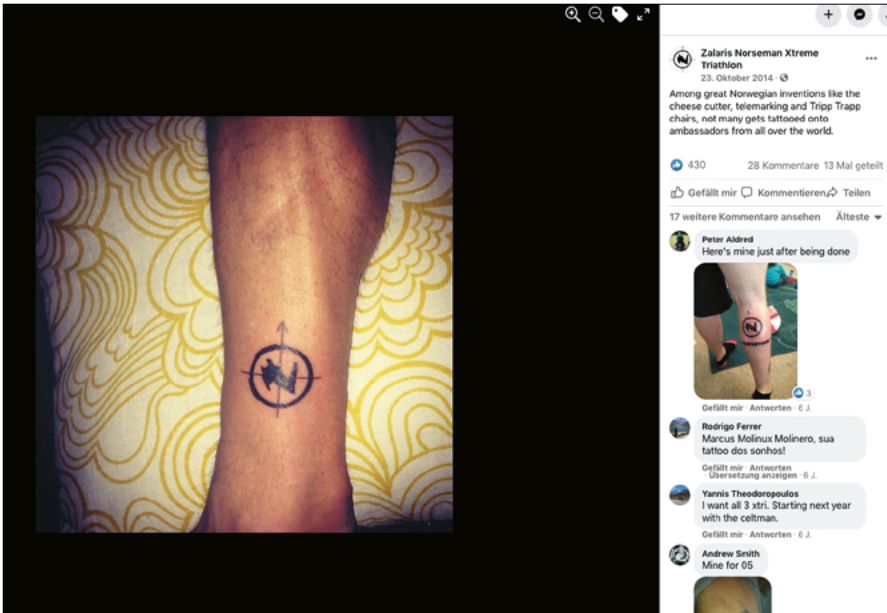 Zalaris Norseman Xtreme
Triathlon
23. Oktober 2014 ·
Among great Norwegian inventions like the
cheese cutter, telemarking and Tripp Trapp
chairs, not many gets tattooed onto
ambassadors from all over the world.
430
28 Kommentare 13 Mal geteilt
Gefällt mir Kommentieren Teilen
17 weitere Kommentare ansehen Älteste
Peter Aldred
Here's mine just after being done
3
Gefällt mir · Antworten · 6 J.
Rodrigo Ferrer
Marcus Molinux Molinero, sua
tattoo dos sonhos!
Gefällt mir · Antworten
· Übersetzung anzeigen · 6 J.
Yannis Theodoropoulos
I want all 3 xtri. Starting next year
with the celtman.
Gefällt mir · Antworten · 6 J.
Andrew Smith
Mine for 05